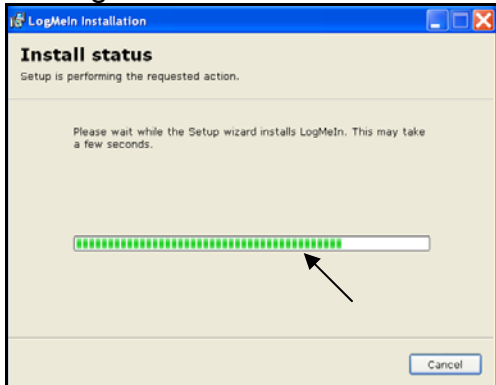 LogMeIn Installation
Install status
Setup is performing the requested action.
Please wait while the Setup wizard installs LogMeIn. This may take
a few seconds.
Cancel